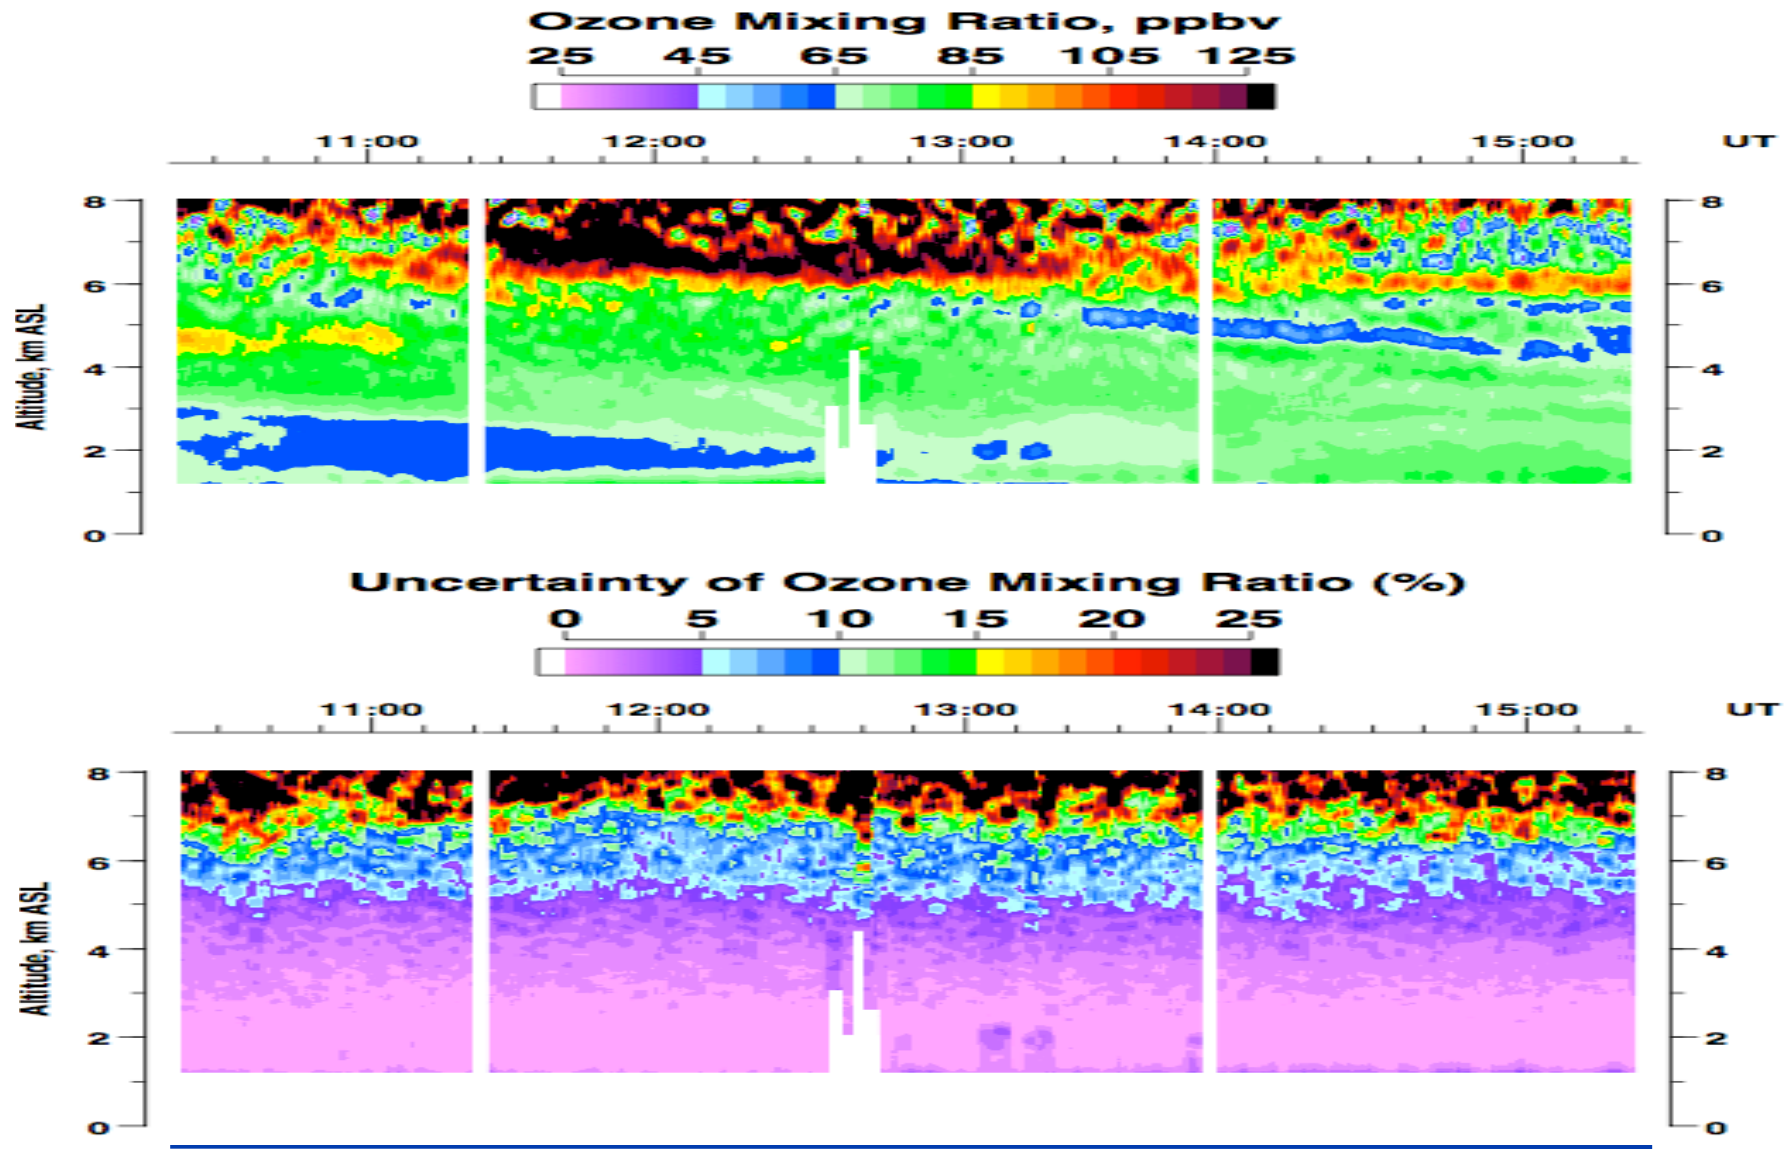 Ozone Mixing Ratio, ppbv
25 45 65 85 105 125
11:00 12:00 13:00 14:00 15:00 UT
8 8
6 6
Altitude, km ASL
4 4
2 2
0 0
Uncertainty of Ozone Mixing Ratio (%)
0 5 10 15 20 25
11:00 12:00 13:00 14:00 15:00 UT
8 8
6 6
Altitude, km ASL
4 4
2 2
0 0